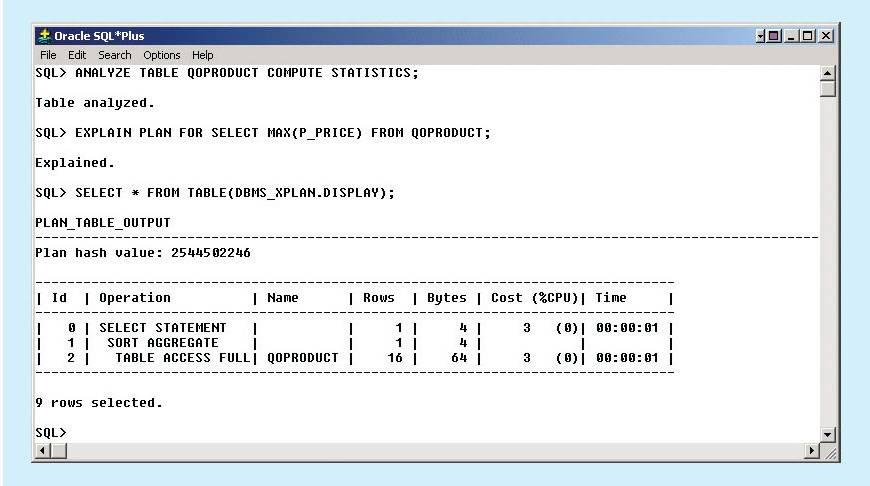 Oracle SQL*Plus
File Edit Search Options Help
SQL> ANALYZE TABLE QOPRODUCT COMPUTE STATISTICS;
Table analyzed.
SQL> EXPLAIN PLAN FOR SELECT MAX(P_PRICE) FROM QOPRODUCT;
Explained.
SQL> SELECT * FROM TABLE(DBMS_XPLAN.DISPLAY);
PLAN_TABLE_OUTPUT
Plan hash value: 2544502246
| Id | Operation | Name | Rows | Bytes | Cost (%CPU)| Time |
| 0 | SELECT STATEMENT | | 1 | 4 | 3 (0)| 00:00:01 |
| 1 | SORT AGGREGATE | | 1 | 4 | | |
| 2 | TABLE ACCESS FULL| QOPRODUCT | 16 | 64 | 3 (0)| 00:00:01 |
9 rows selected.
SQL>